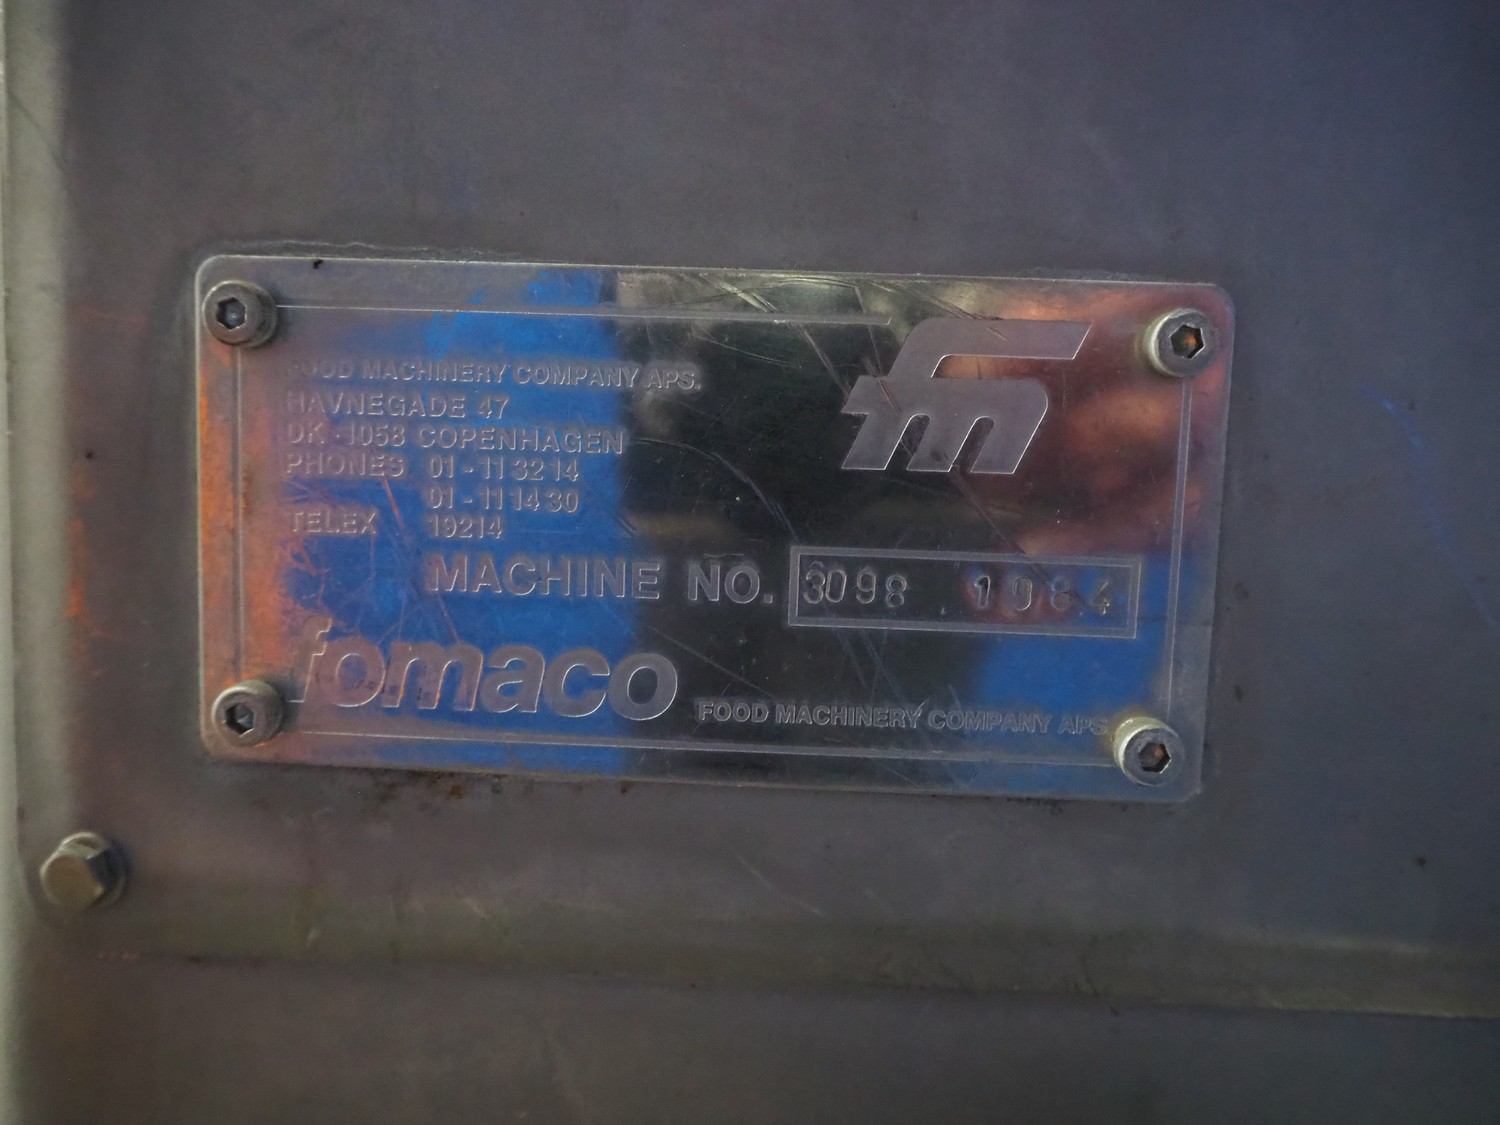 FOOD MACHINERY COMPANY APS.
HAVNEGADE 47
DK - 1058 COPENHAGEN
PHONES 01 - 11 32 14
01 - 11 14 30
TELEX 19214
fm
MACHINE NO. 3098 1984
fomaco FOOD MACHINERY COMPANY APS.